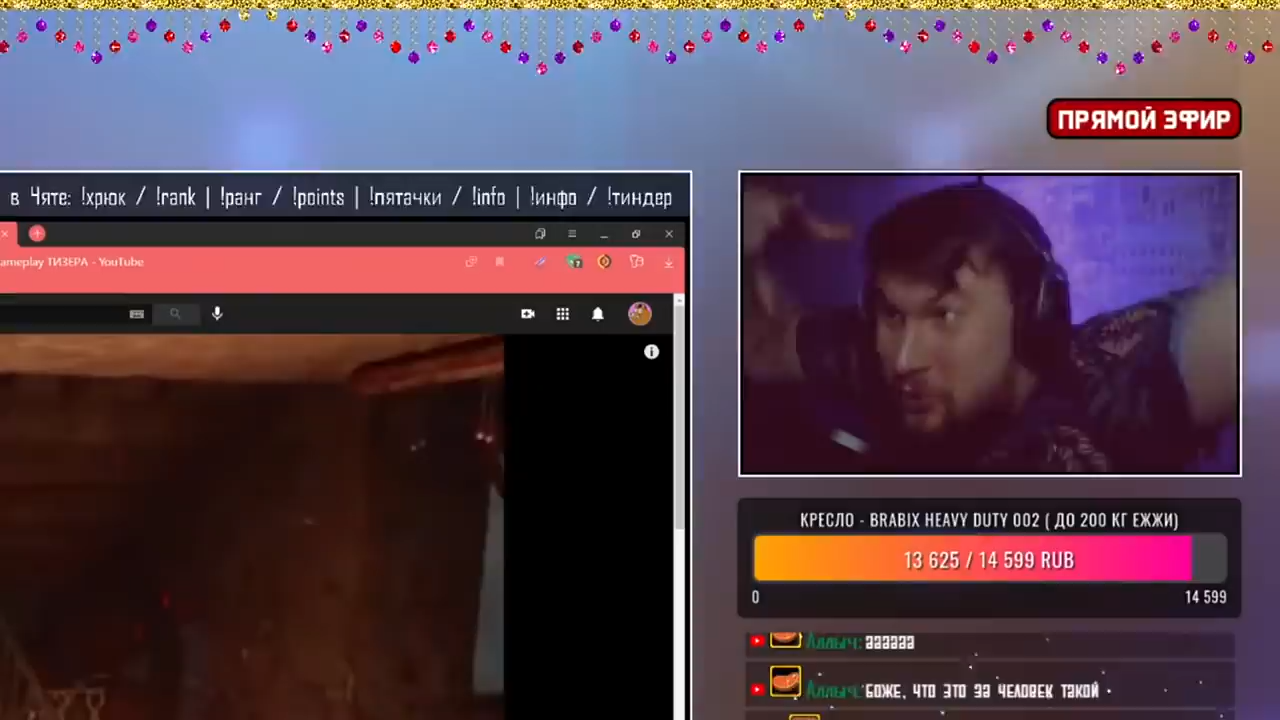 ПРЯМОЙ ЭФИР
в Чяте: !хрюк / !rank | !ранг / !points | !пятачки / !info | !инфо / !тиндер
ameplay ТИЗЕРА - YouTube
КРЕСЛО - BRABIX HEAVY DUTY 002 ( ДО 200 КГ ЕЖЖИ)
13 625 / 14 599 RUB
0 14 599
Аллыч: аааааа
Аллыч: БОЖЕ, ЧТО ЭТО ЗА ЧЕЛОВЕК ТАКОЙ